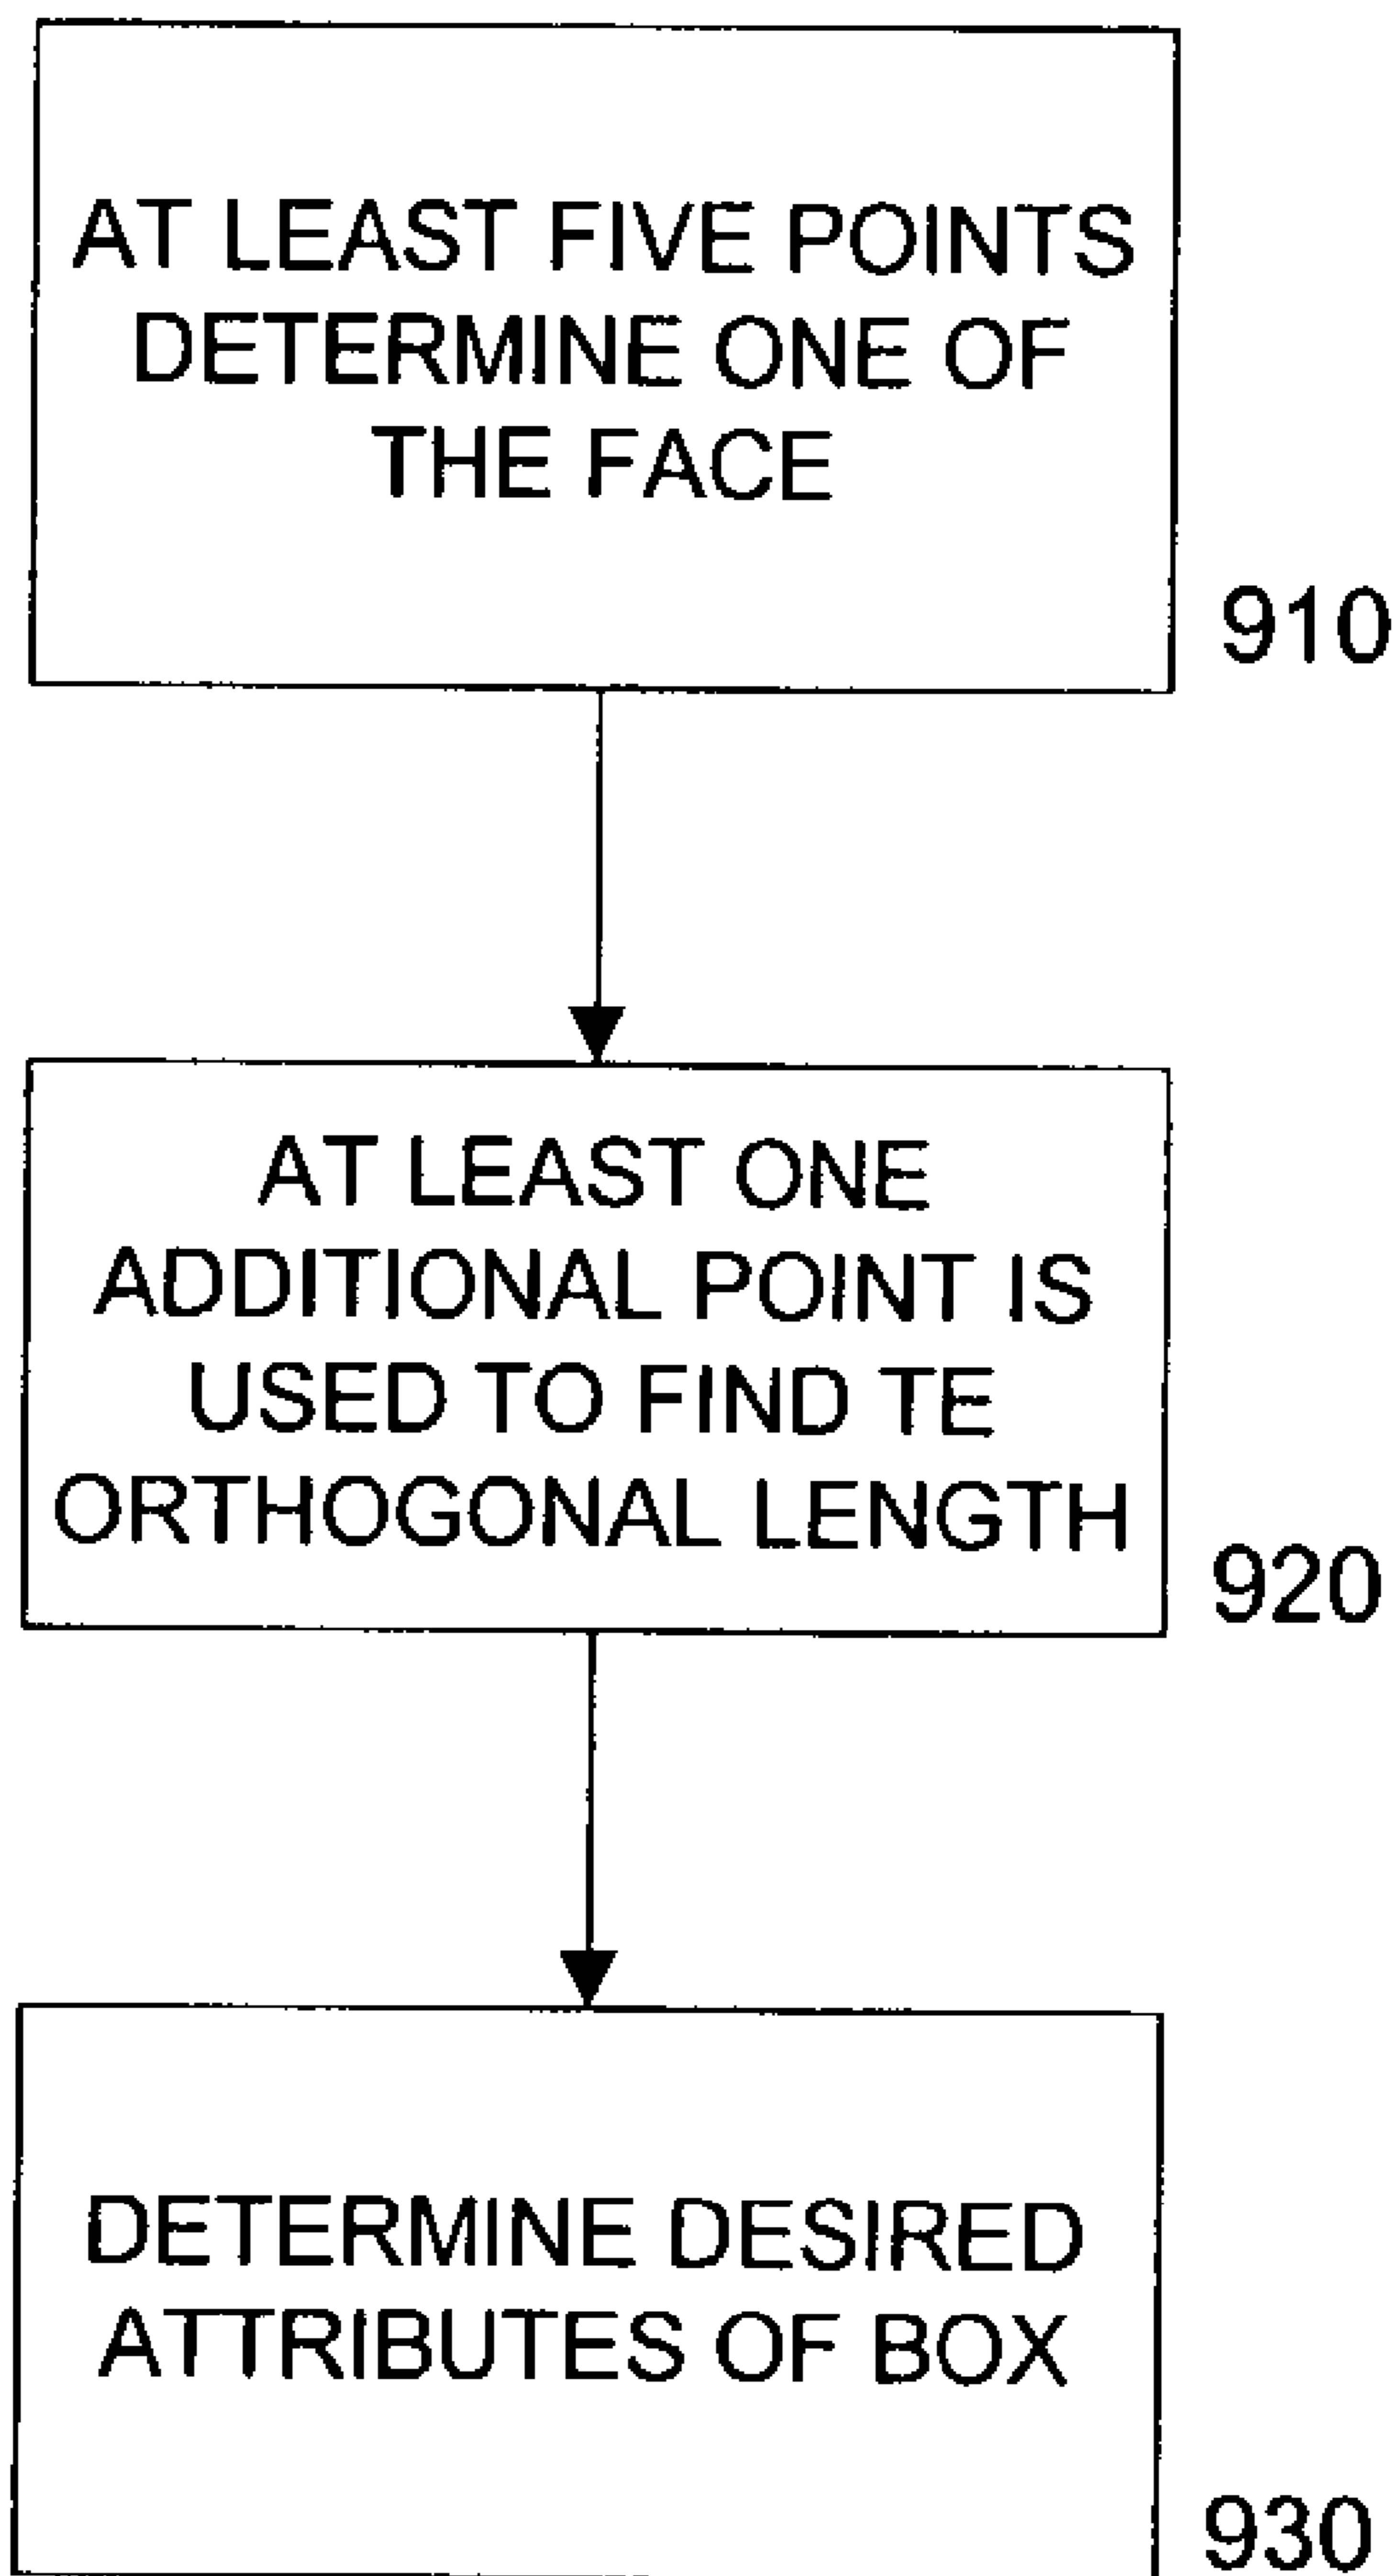 AT LEAST FIVE POINTS
DETERMINE ONE OF
THE FACE
910
AT LEAST ONE
ADDITIONAL POINT IS
USED TO FIND TE
ORTHOGONAL LENGTH
920
DETERMINE DESIRED
ATTRIBUTES OF BOX
930